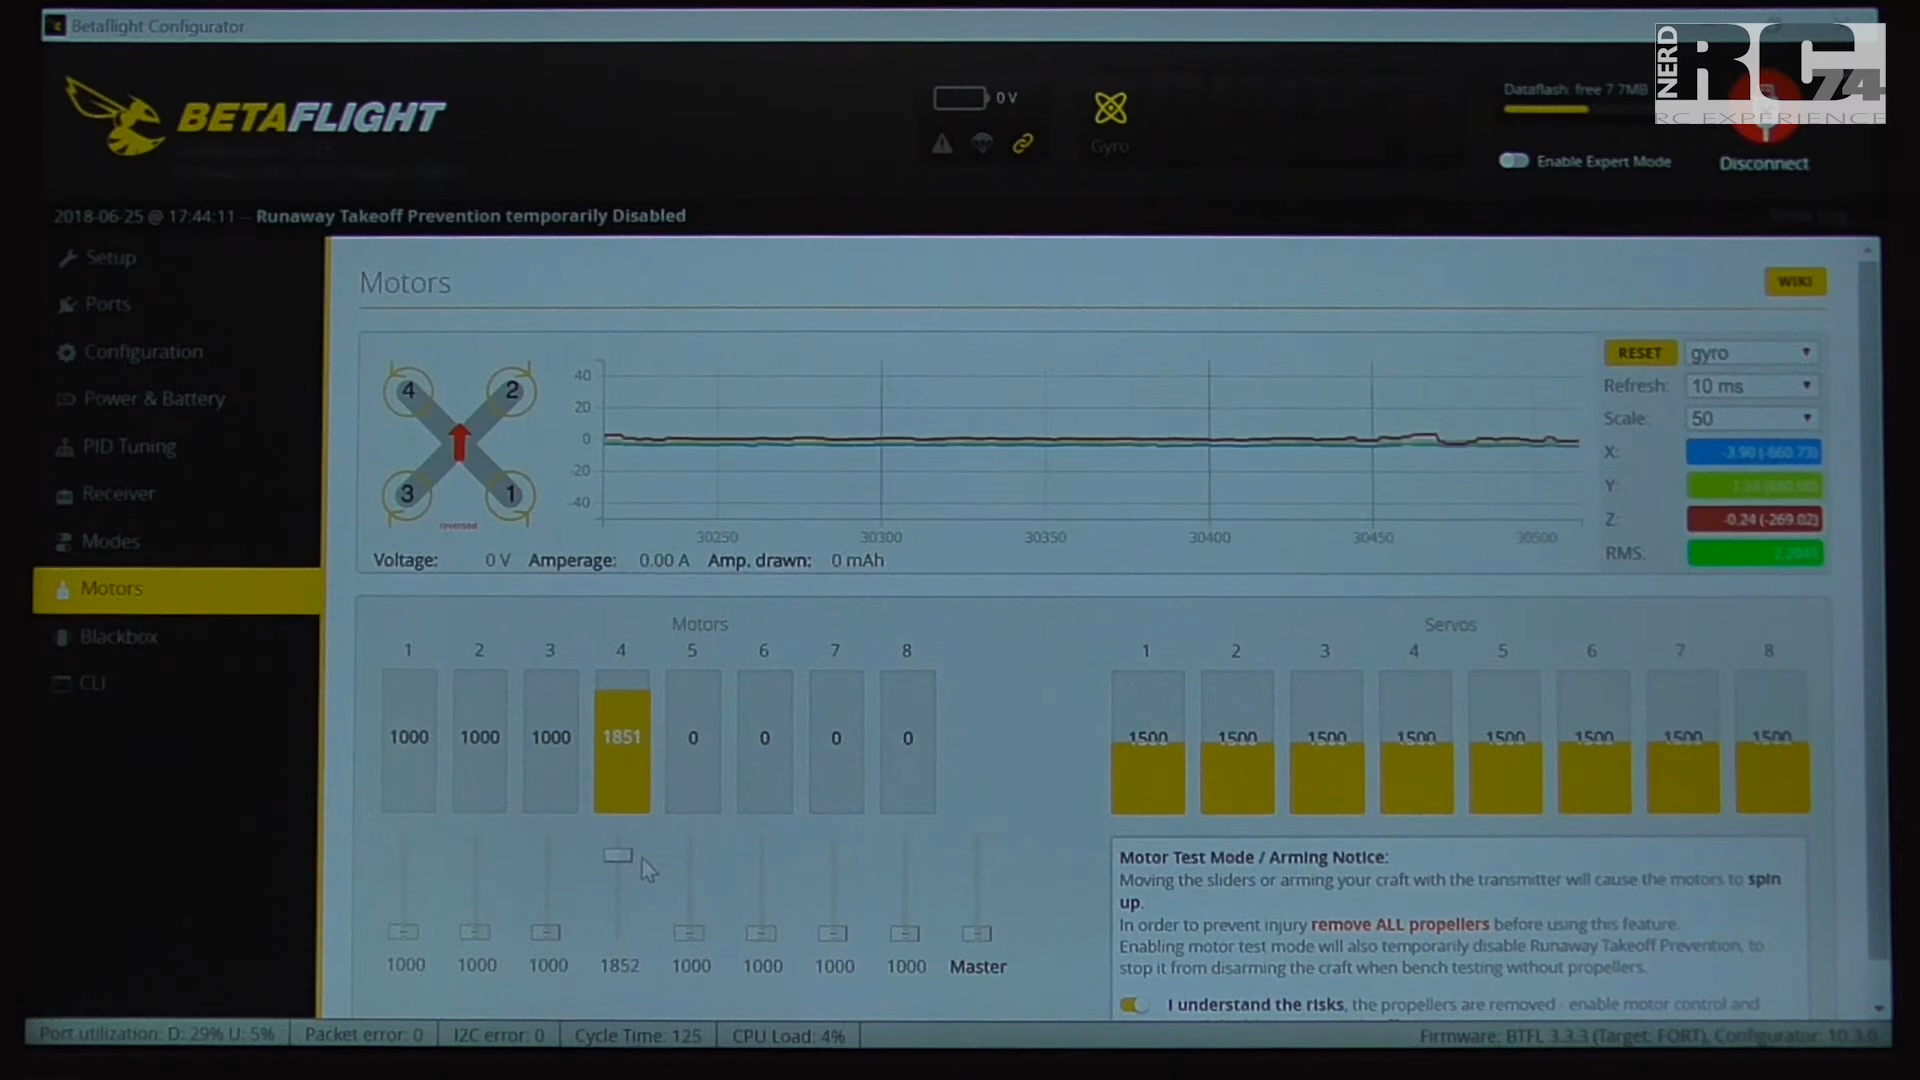 Betaflight Configurator
NERD
RC
74
RC EXPERIENCE
BETAFLIGHT
0 V
Gyro
Dataflash: free 7.7MB
Enable Expert Mode
Disconnect
2018-06-25 @ 17:44:11 -- Runaway Takeoff Prevention temporarily Disabled
Setup
Ports
Configuration
Power & Battery
PID Tuning
Receiver
Modes
Motors
Blackbox
CLI
Motors
WIKI
4 2
3 1
reversed
40
20
0
-20
-40
30250 30300 30350 30400 30450 30500
RESET gyro
Refresh: 10 ms
Scale: 50
X: -3.90 (-660.73)
Y:
Z: -0.24 (-269.02)
RMS:
Voltage: 0 V Amperage: 0.00 A Amp. drawn: 0 mAh
Motors
1 2 3 4 5 6 7 8
1000 1000 1000 1851 0 0 0 0
1000 1000 1000 1852 1000 1000 1000 1000 Master
Servos
1 2 3 4 5 6 7 8
1500 1500 1500 1500 1500 1500 1500 1500
Motor Test Mode / Arming Notice:
Moving the sliders or arming your craft with the transmitter will cause the motors to spin
up.
In order to prevent injury remove ALL propellers before using this feature.
Enabling motor test mode will also temporarily disable Runaway Takeoff Prevention, to
stop it from disarming the craft when bench testing without propellers.
I understand the risks, the propellers are removed - enable motor control and
Port utilization: D: 29% U: 5% Packet error: 0 I2C error: 0 Cycle Time: 125 CPU Load: 4%
Firmware: BTFL 3.3.3 (Target: FORT), Configurator: 10.3.0